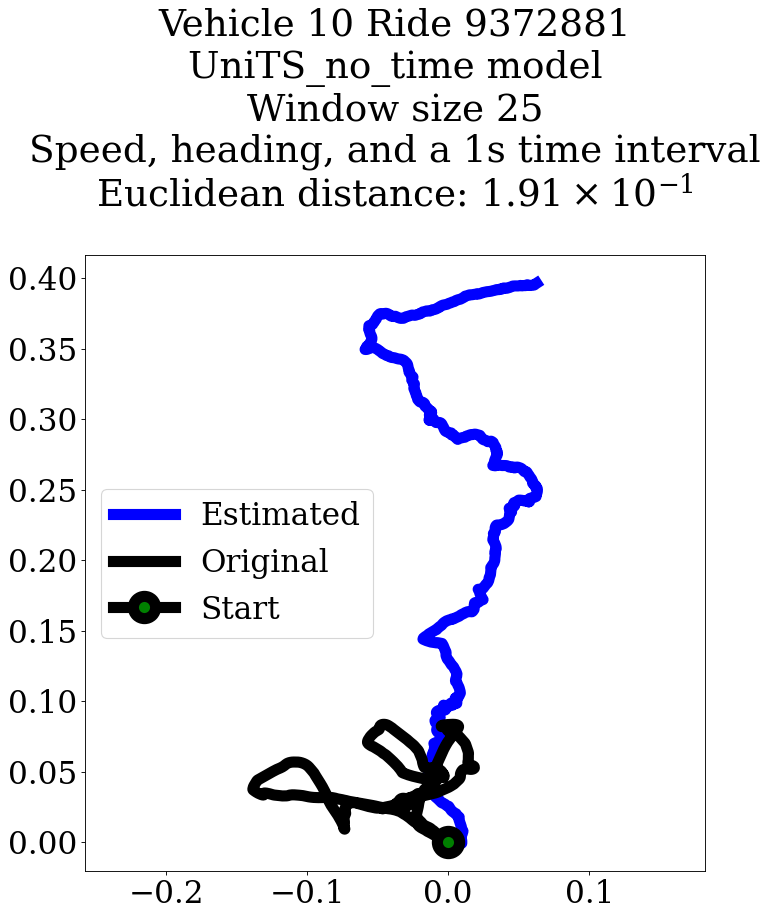 Vehicle 10 Ride 9372881
UniTS_no_time model
Window size 25
Speed, heading, and a 1s time interval
Euclidean distance: 1.91 × 10⁻¹
0.40
0.35
0.30
0.25
0.20
0.15
0.10
0.05
0.00
Estimated
Original
Start
−0.2
−0.1
0.0
0.1